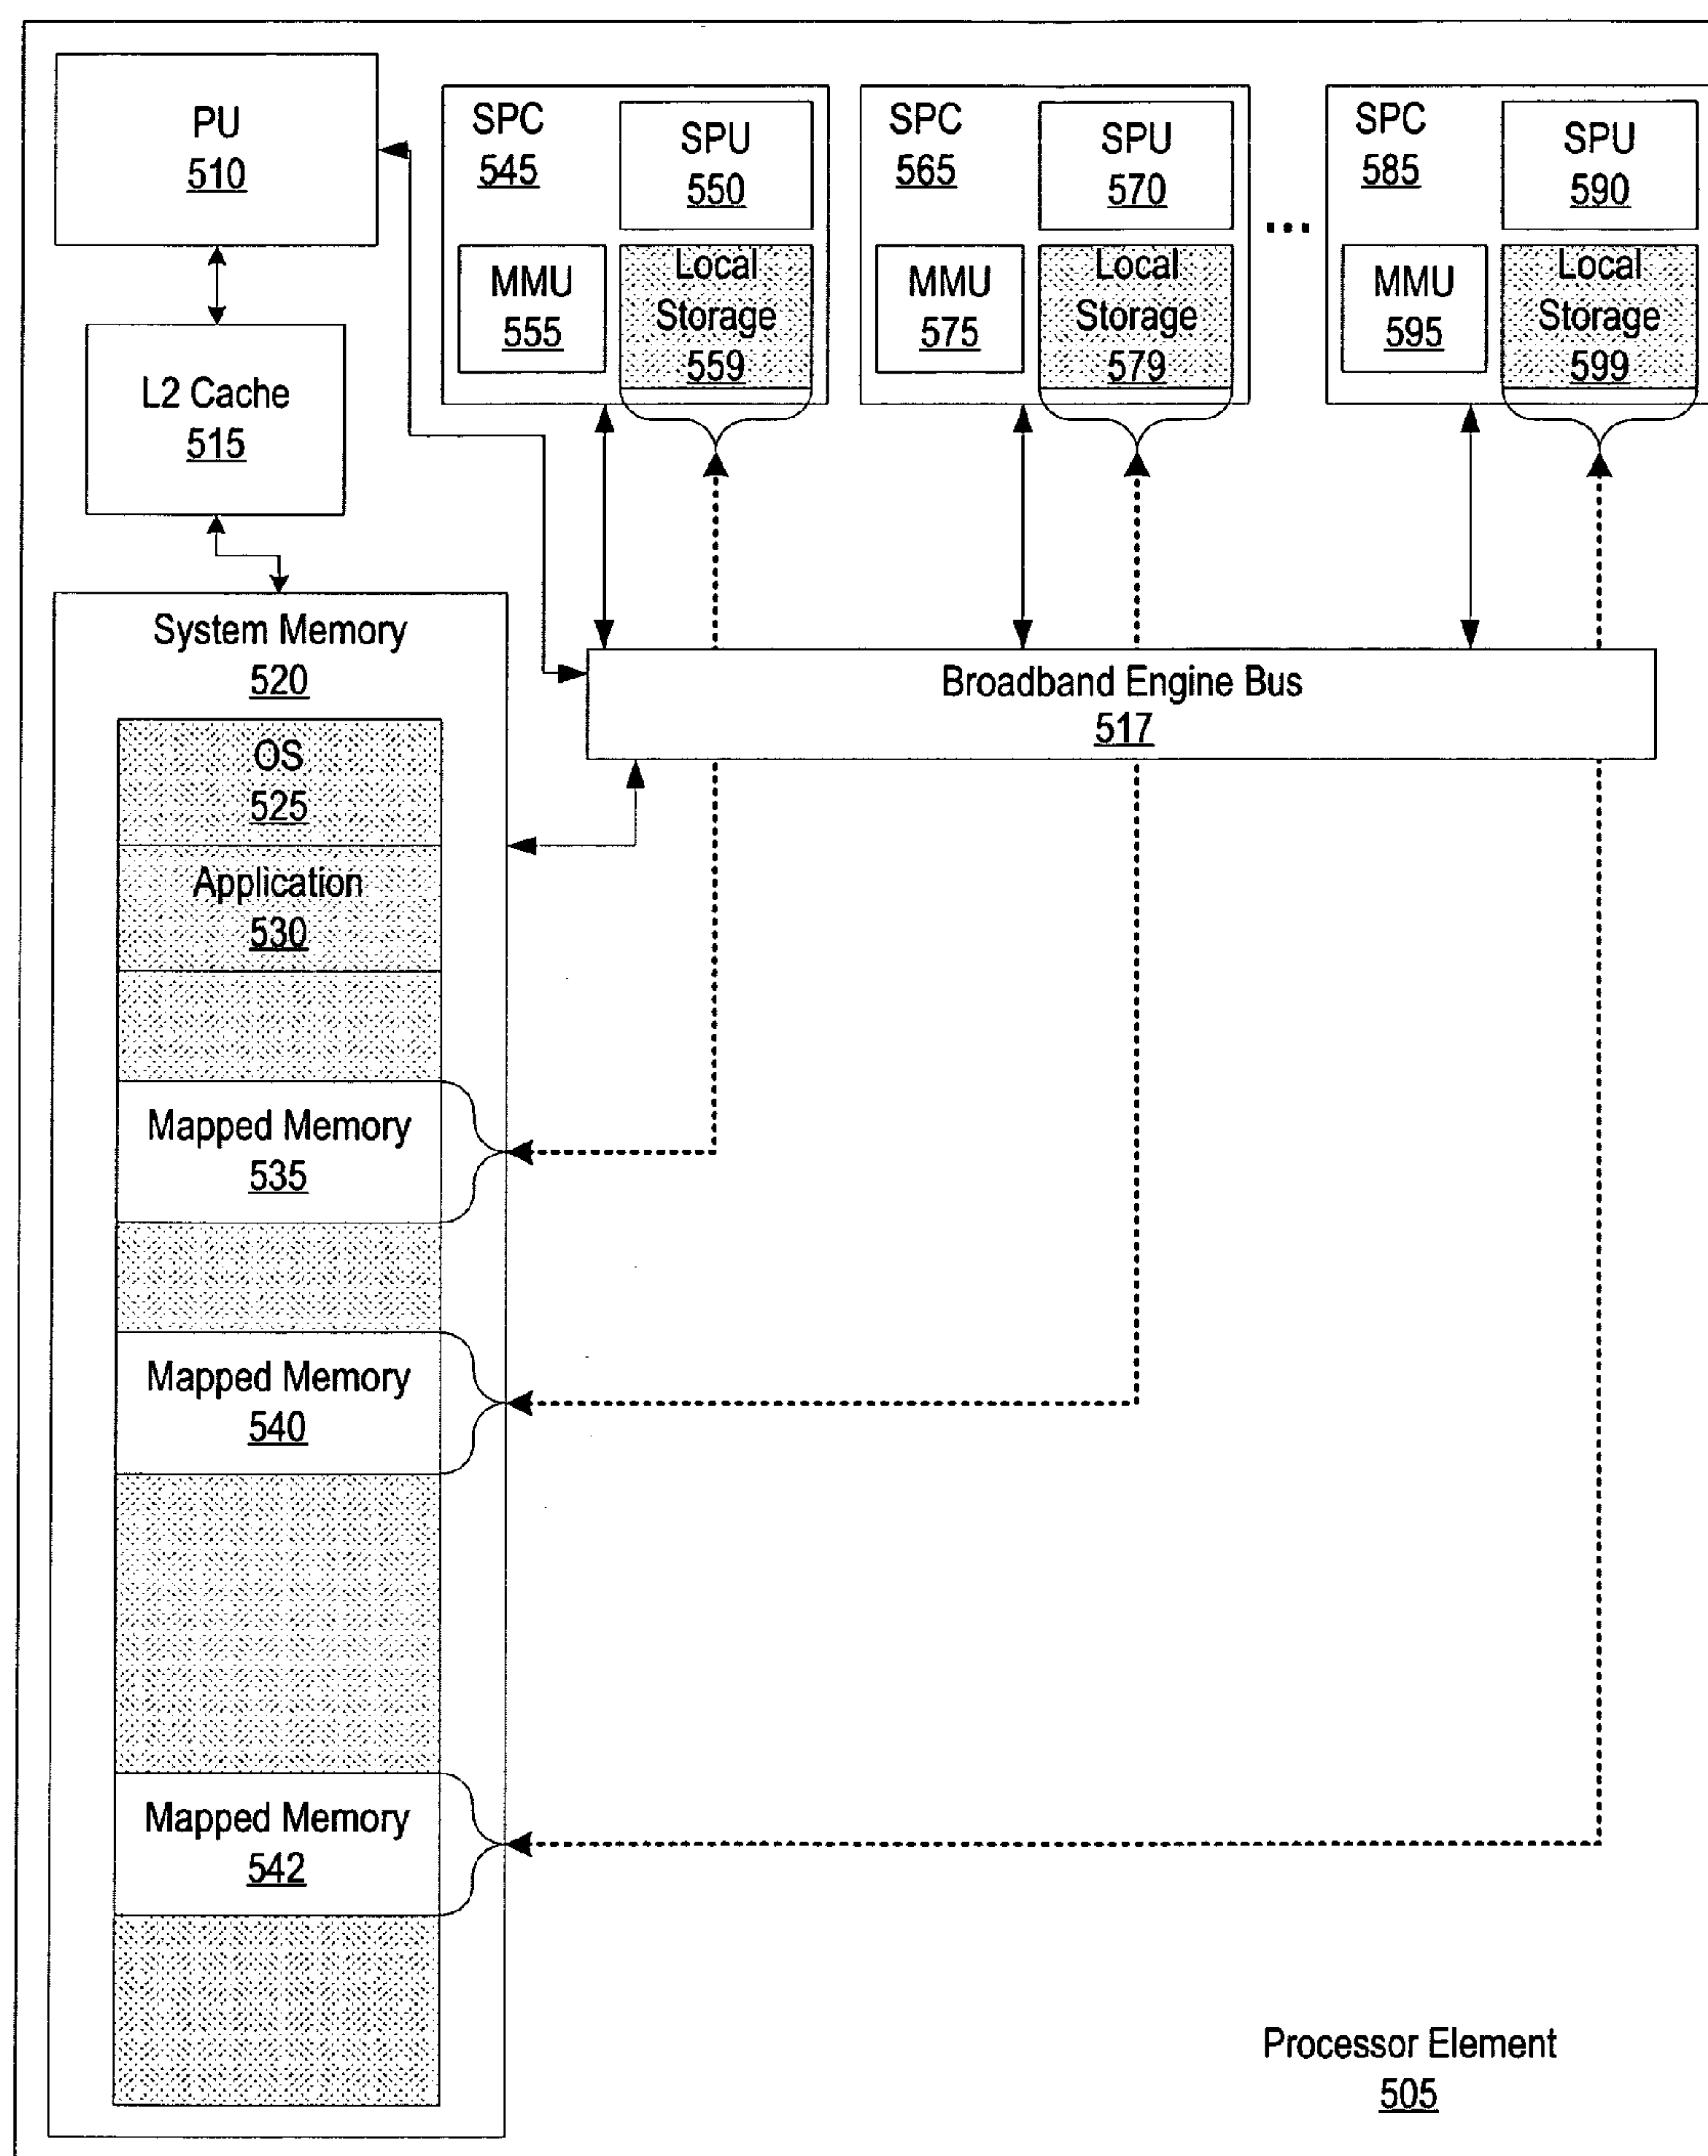 PU
510
L2 Cache
515
SPC
545
SPU
550
MMU
555
Local
Storage
559
SPC
565
SPU
570
MMU
575
Local
Storage
579
...
SPC
585
SPU
590
MMU
595
Local
Storage
599
Broadband Engine Bus
517
System Memory
520
OS
525
Application
530
Mapped Memory
535
Mapped Memory
540
Mapped Memory
542
Processor Element
505